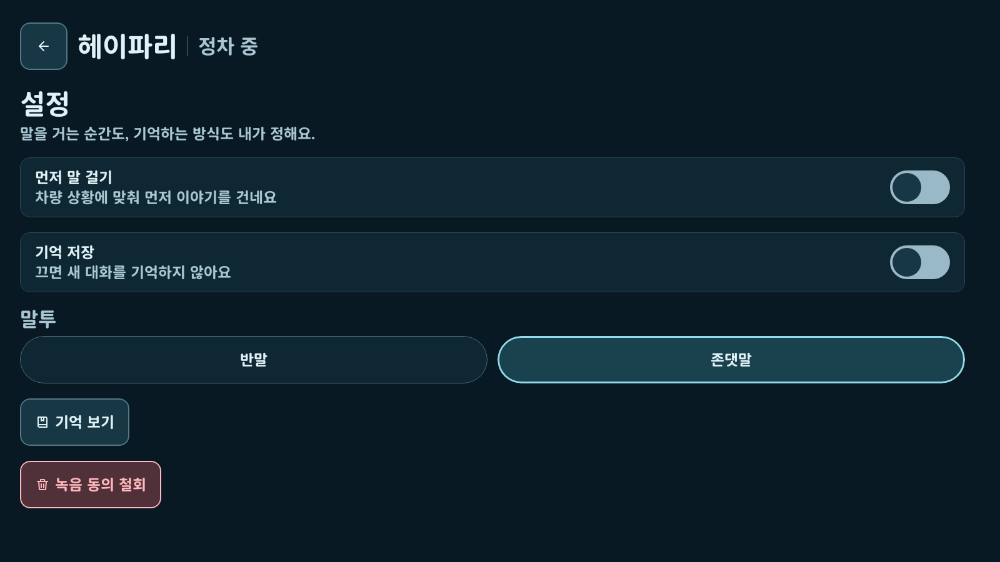 헤이파리 정차 중
설정
말을 거는 순간도, 기억하는 방식도 내가 정해요.
먼저 말 걸기
차량 상황에 맞춰 먼저 이야기를 건네요
기억 저장
끄면 새 대화를 기억하지 않아요
말투
반말 존댓말
기억 보기
녹음 동의 철회